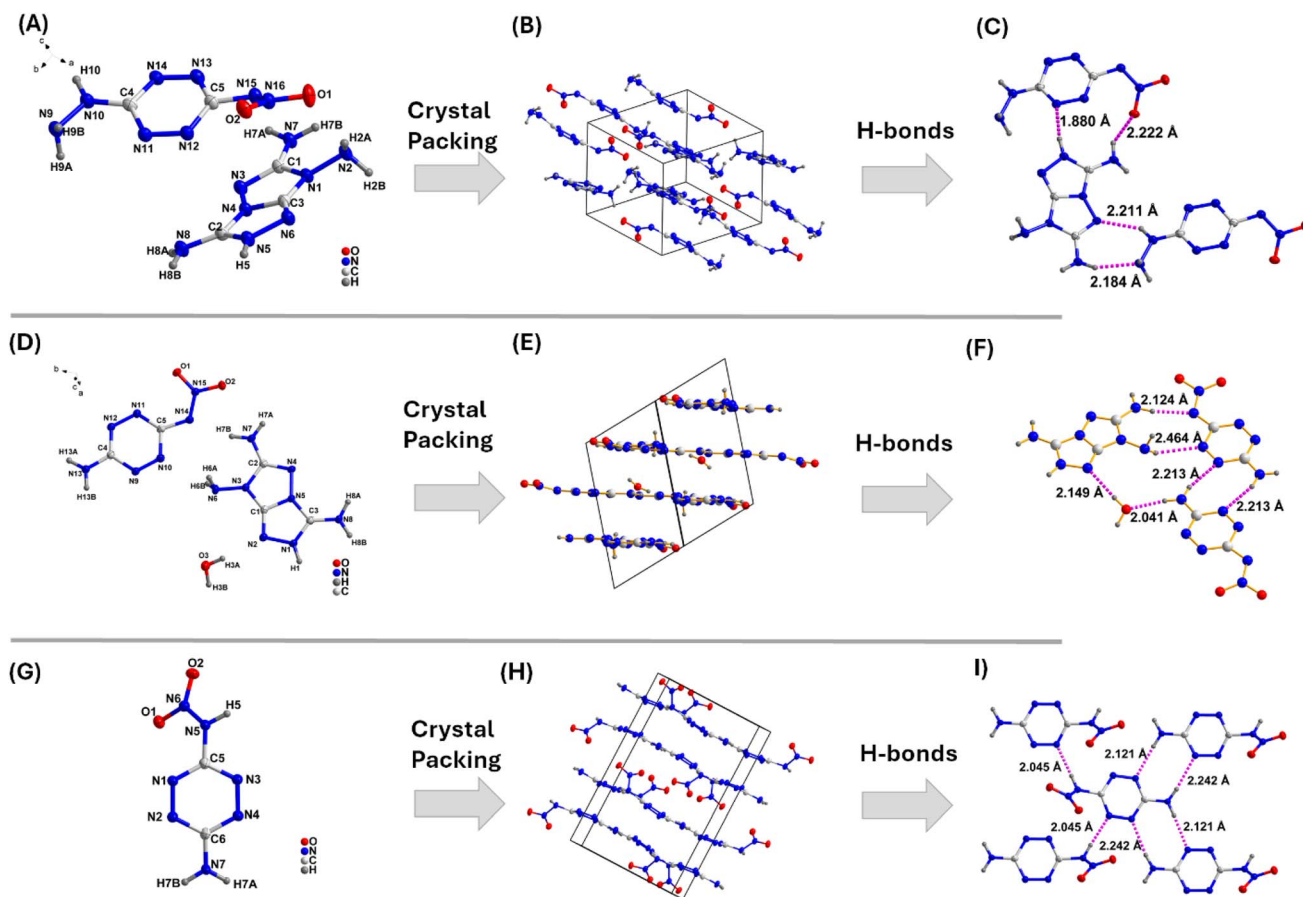 (A)
c
b
a
H10
N14
N13
C4
C5
N15
N16
O1
O2
N9
H9B
N10
H9A
N11
N12
H7A
N7
H7B
H2A
N2
H2B
C1
N1
N3
N4
C3
C2
N6
N5
N8
H8A
H8B
H5
O
N
C
H
Crystal
Packing
(B)
H-bonds
(C)
1.880 Å
2.222 Å
2.211 Å
2.184 Å
(D)
b
c
a
O1
N15
O2
N11
N14
N12
C5
C4
N10
H13A
N13
N9
H13B
H7A
H7B
N7
N4
C2
H6A
H6B
N6
N3
N5
H8A
C1
C3
N8
N2
N1
H8B
H1
O3
H3A
H3B
O
N
H
C
Crystal
Packing
(E)
H-bonds
(F)
2.124 Å
2.464 Å
2.213 Å
2.149 Å
2.041 Å
2.213 Å
(G)
O2
N6
H5
O1
N5
C5
N1
N3
N2
N4
C6
N7
H7B
H7A
O
N
C
H
Crystal
Packing
(H)
H-bonds
I)
2.121 Å
2.045 Å
2.242 Å
2.045 Å
2.121 Å
2.242 Å